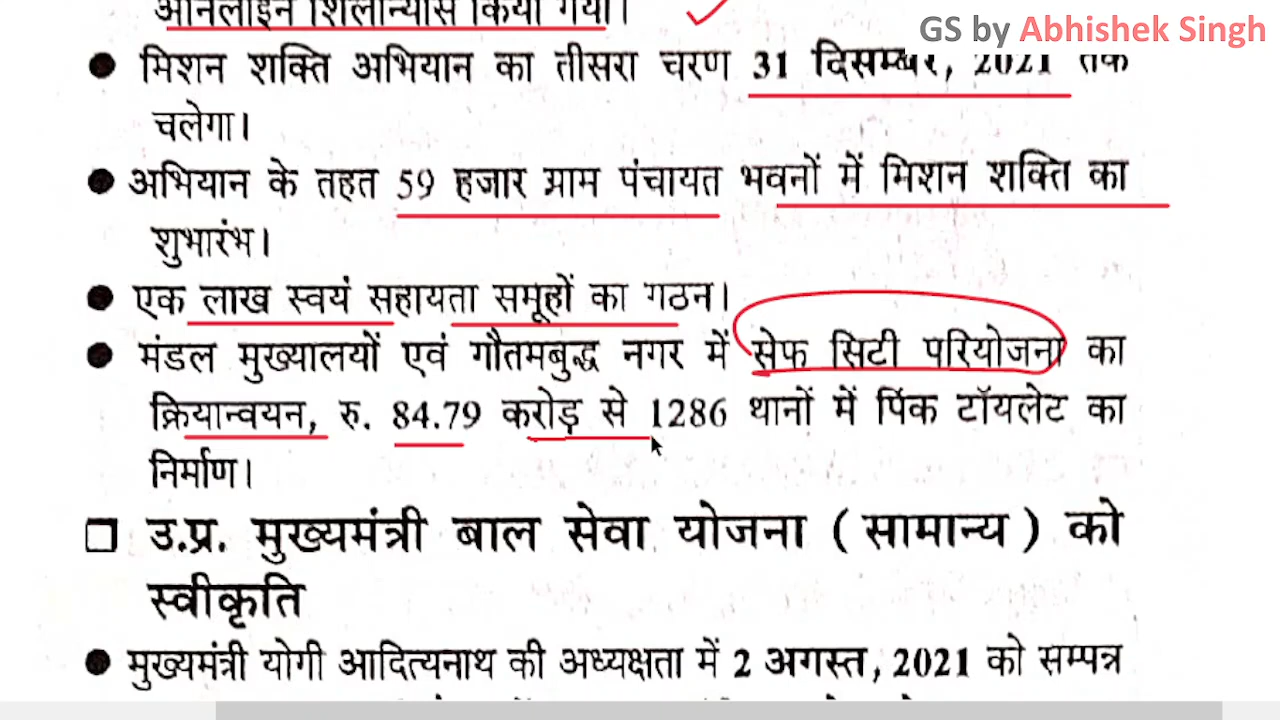 ऑनलाइन शिलान्यास किया गया।
GS by Abhishek Singh
● मिशन शक्ति अभियान का तीसरा चरण 31 दिसम्बर, 2021 तक
चलेगा।
● अभियान के तहत 59 हजार ग्राम पंचायत भवनों में मिशन शक्ति का
शुभारंभ।
● एक लाख स्वयं सहायता समूहों का गठन।
● मंडल मुख्यालयों एवं गौतमबुद्ध नगर में सेफ सिटी परियोजना का
क्रियान्वयन, रु. 84.79 करोड़ से 1286 थानों में पिंक टॉयलेट का
निर्माण।
□ उ.प्र. मुख्यमंत्री बाल सेवा योजना (सामान्य) को
स्वीकृति
● मुख्यमंत्री योगी आदित्यनाथ की अध्यक्षता में 2 अगस्त, 2021 को सम्पन्न